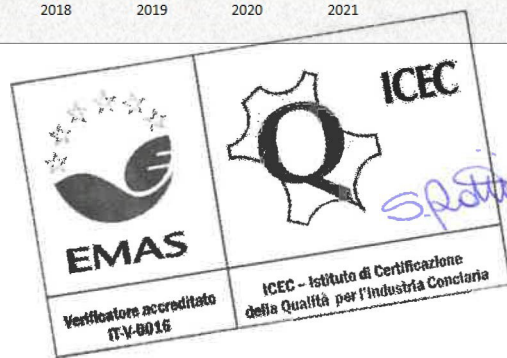 2018 2019 2020 2021
EMAS
Verificatore accreditato
IT-V-0016
Q
ICEC
ICEC – Istituto di Certificazione
della Qualità per l'Industria Conciaria